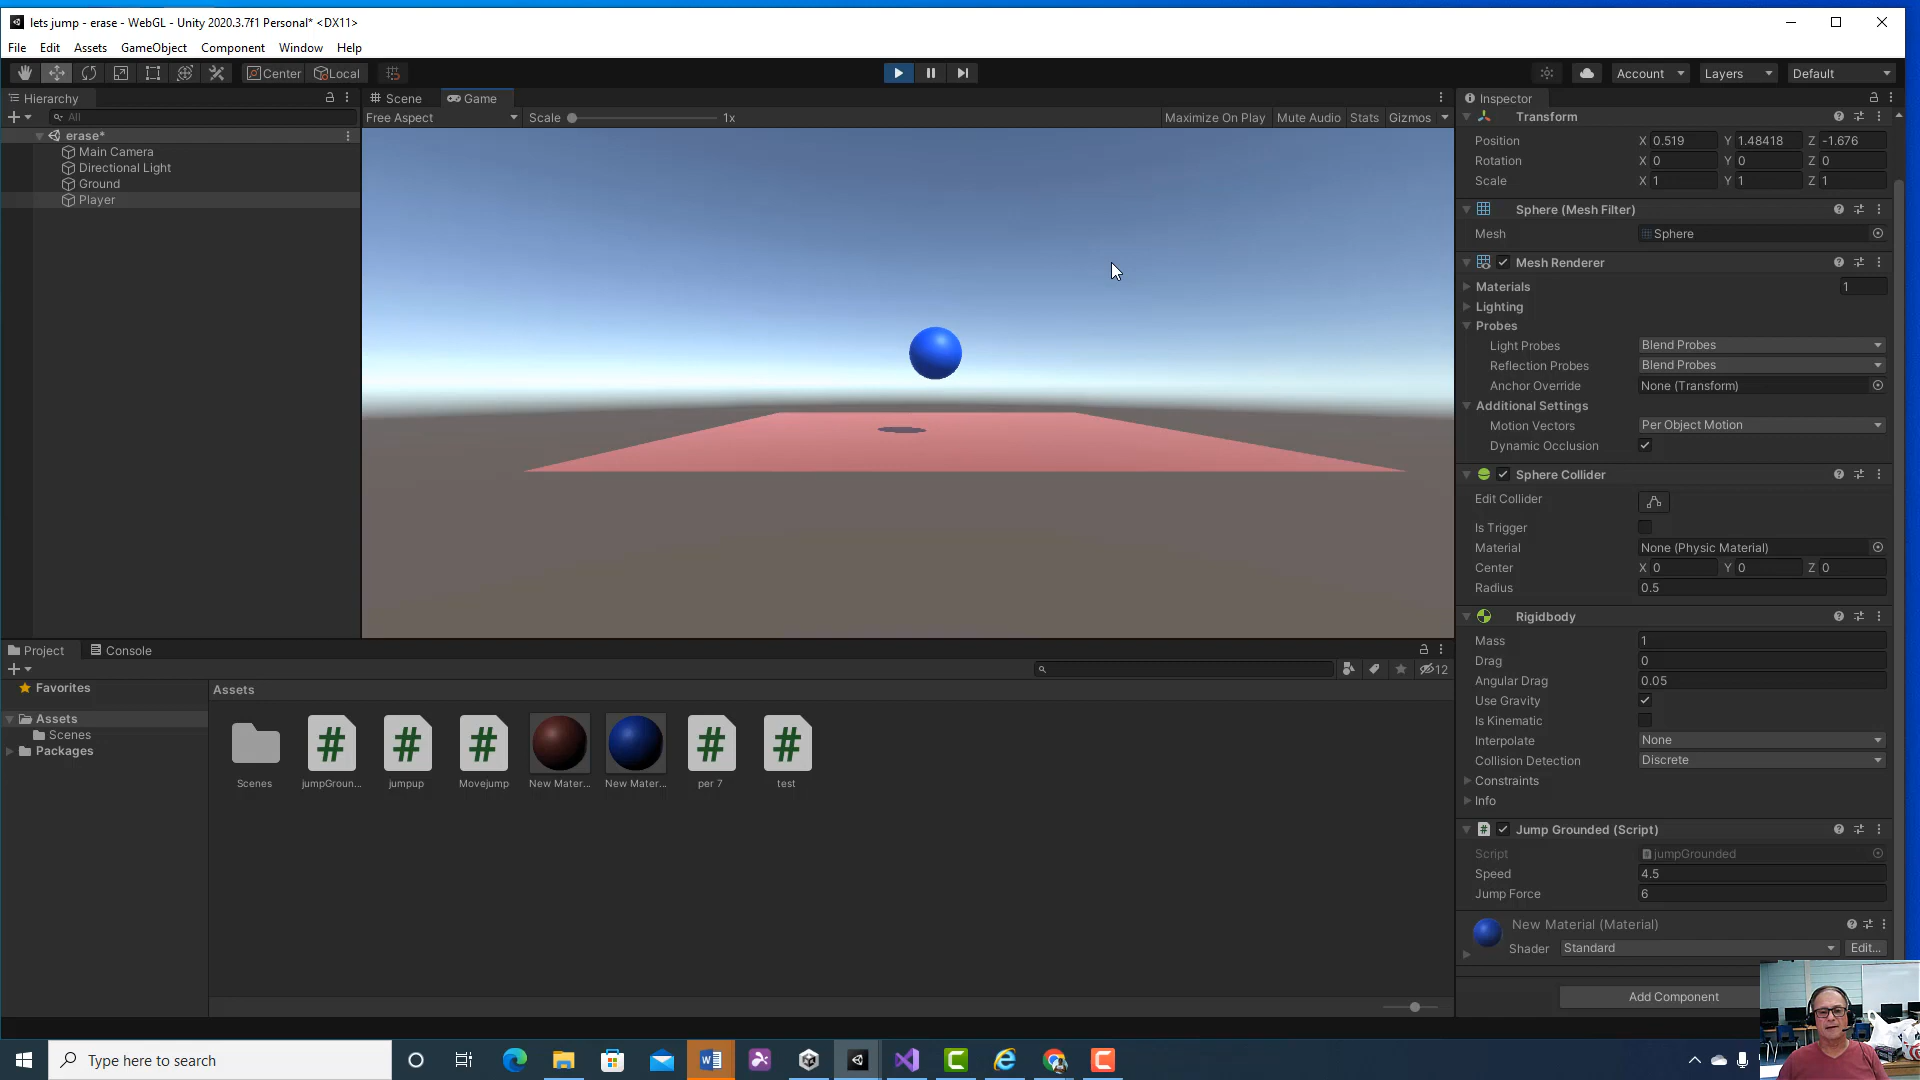 lets jump - erase - WebGL - Unity 2020.3.7f1 Personal* <DX11>
File Edit Assets GameObject Component Window Help
Center Local Account Layers Default
Hierarchy
All
erase*
Main Camera
Directional Light
Ground
Player
Scene Game
Free Aspect Scale 1x Maximize On Play Mute Audio Stats Gizmos
Inspector
Transform
Position X 0.519 Y 1.48418 Z -1.676
Rotation X 0 Y 0 Z 0
Scale X 1 Y 1 Z 1
Sphere (Mesh Filter)
Mesh Sphere
Mesh Renderer
Materials 1
Lighting
Probes
Light Probes Blend Probes
Reflection Probes Blend Probes
Anchor Override None (Transform)
Additional Settings
Motion Vectors Per Object Motion
Dynamic Occlusion
Sphere Collider
Edit Collider
Is Trigger
Material None (Physic Material)
Center X 0 Y 0 Z 0
Radius 0.5
Rigidbody
Mass 1
Drag 0
Angular Drag 0.05
Use Gravity
Is Kinematic
Interpolate None
Collision Detection Discrete
Constraints
Info
Jump Grounded (Script)
Script jumpGrounded
Speed 4.5
Jump Force 6
New Material (Material)
Shader Standard Edit...
Add Component
Project Console
12
Favorites
Assets
Scenes
Packages
Assets
Scenes jumpGroun... jumpup Movejump New Mater... New Mater... per 7 test
Type here to search